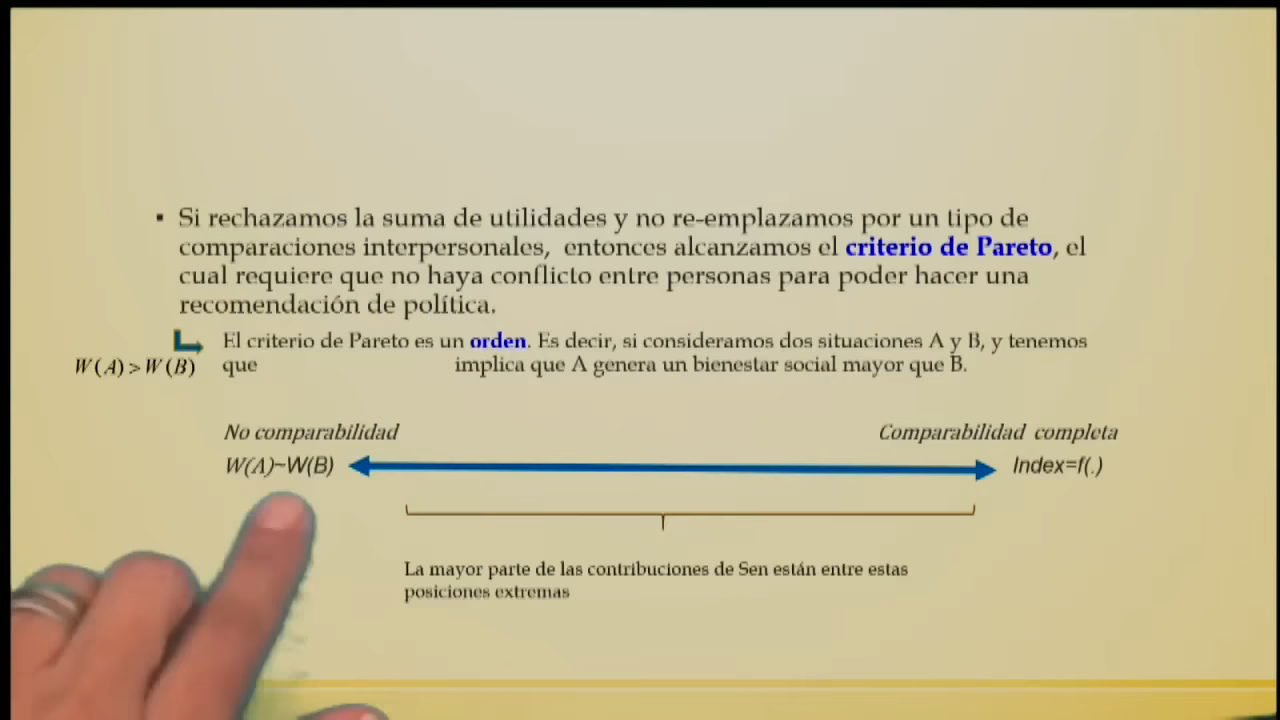 ▪ Si rechazamos la suma de utilidades y no re-emplazamos por un tipo de
comparaciones interpersonales, entonces alcanzamos el criterio de Pareto, el
cual requiere que no haya conflicto entre personas para poder hacer una
recomendación de política.
El criterio de Pareto es un orden. Es decir, si consideramos dos situaciones A y B, y tenemos
W(A)>W(B) que implica que A genera un bienestar social mayor que B.
No comparabilidad Comparabilidad completa
W(A)~W(B) Index=f(.)
La mayor parte de las contribuciones de Sen están entre estas
posiciones extremas